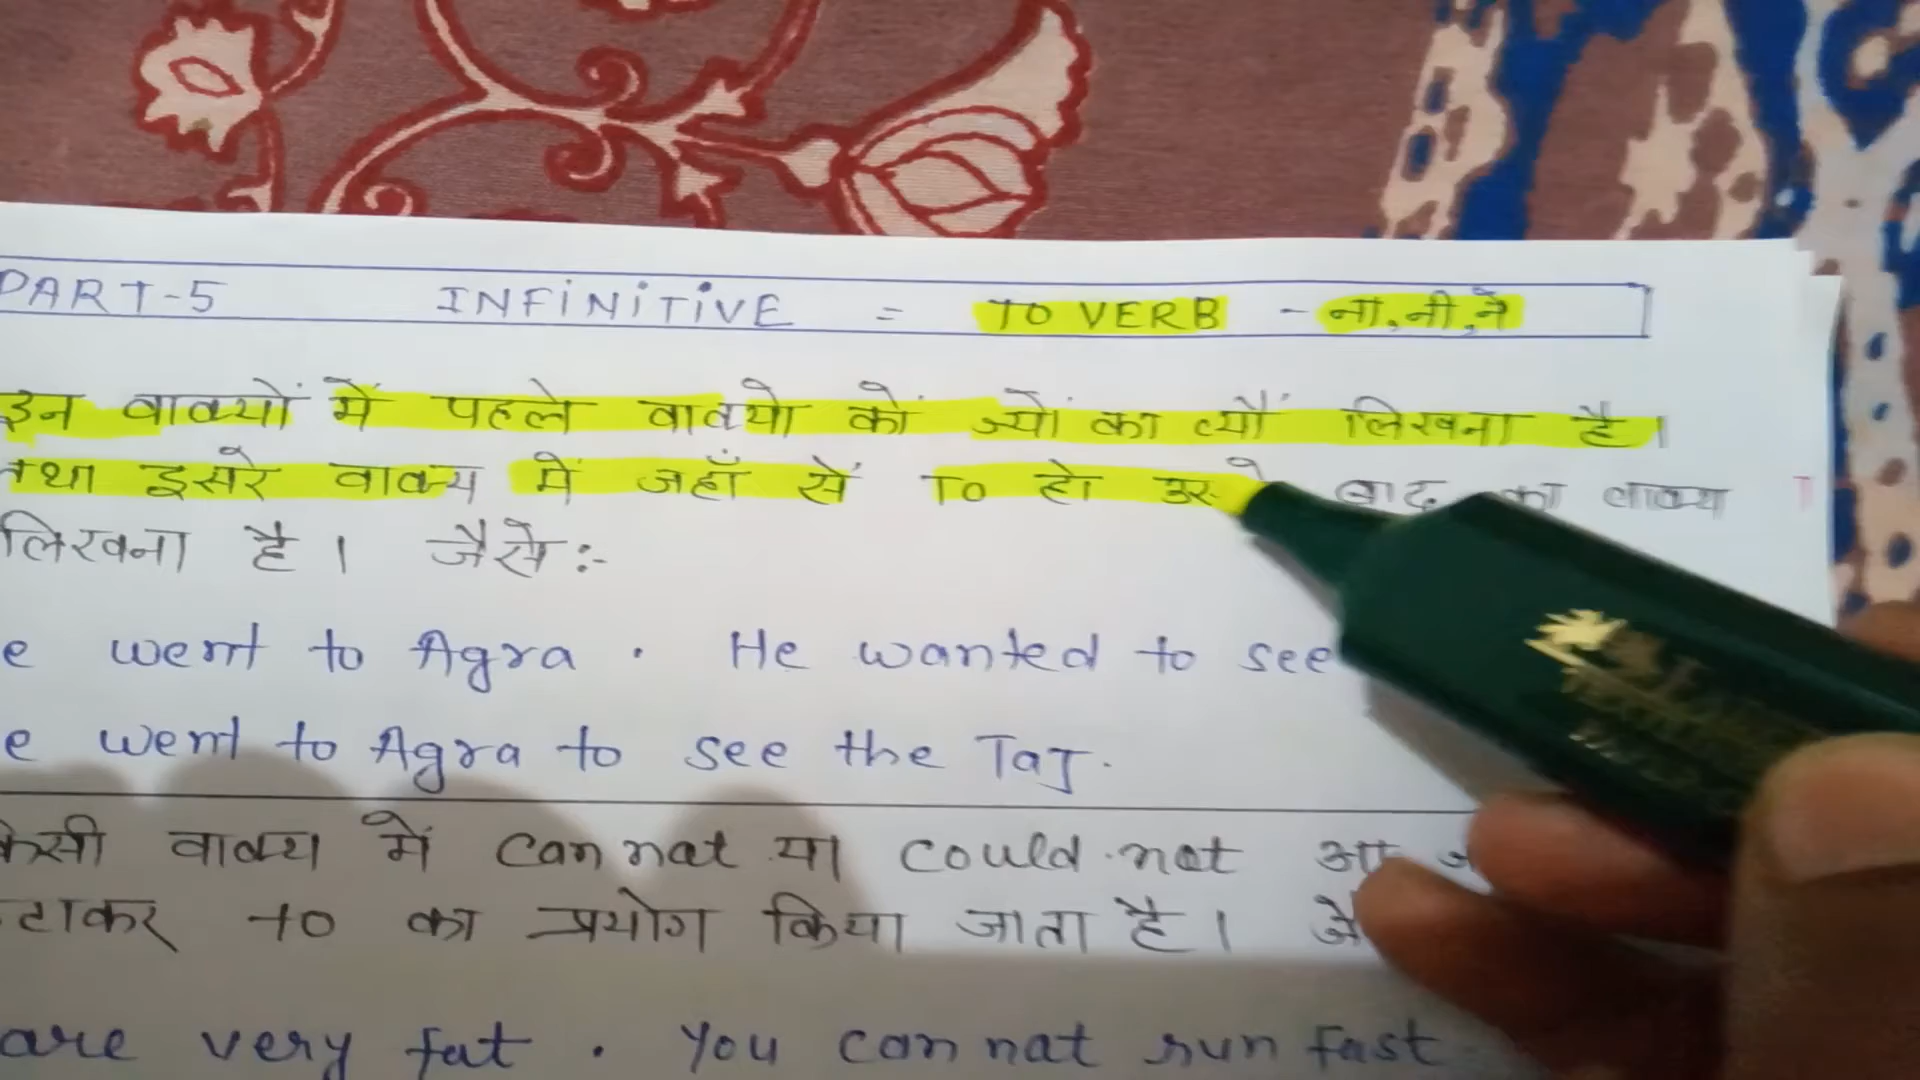 PART-5 INFINITIVE = TO VERB - ना, नी, ने
इन वाक्यों में पहले वाक्यो को ज्यों का त्यौं लिखना है।
तथा दूसरे वाक्य में जहाँ से To हो बाद का वाक्य
लिखना है। जैसे:-
e went to Agra . He wanted to see
e went to Agra to see the Taj.
वाक्य में can not या could not आ
टाकर to का प्रयोग किया जाता है। जै
are very fat . You can not run fast